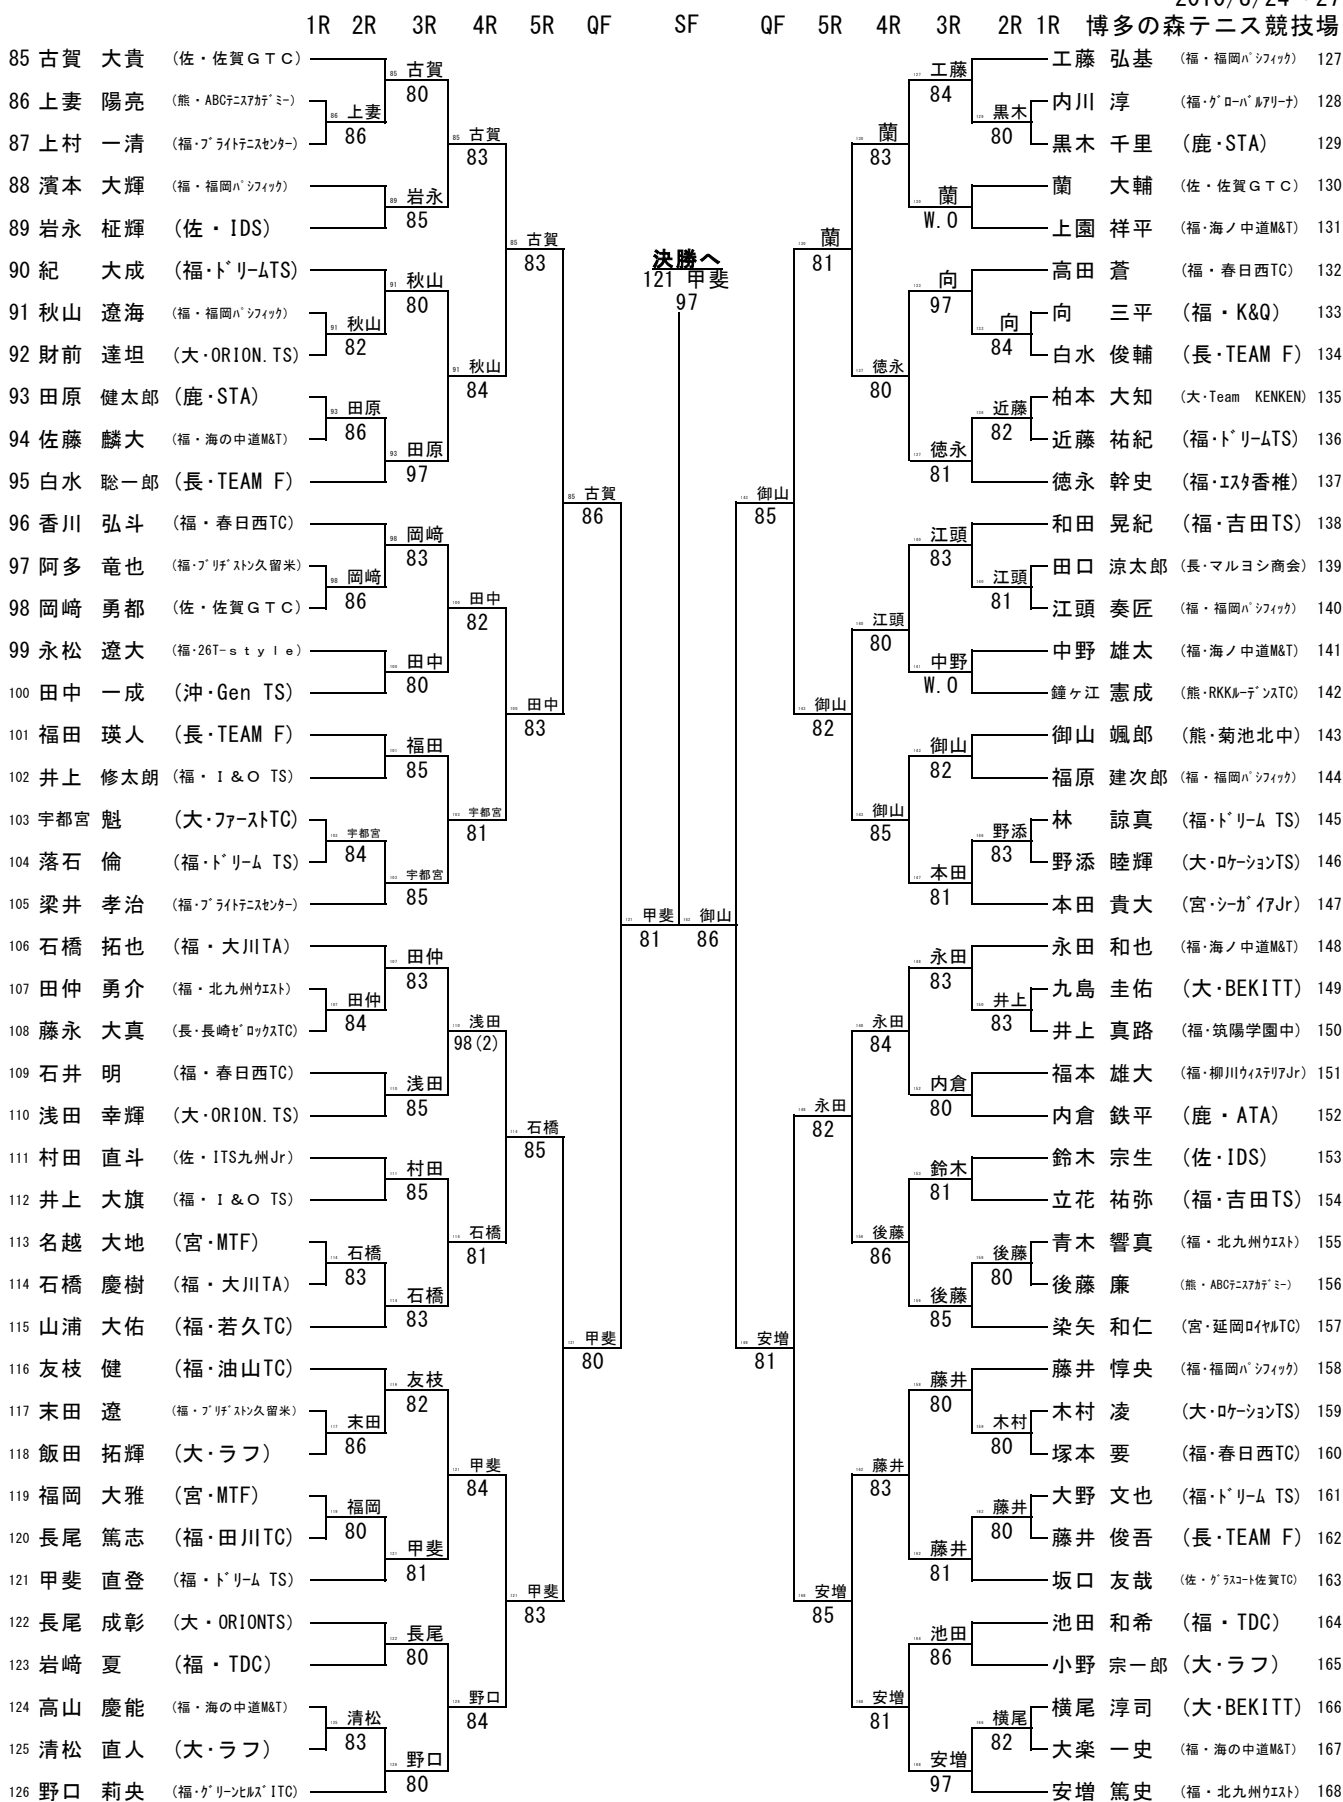 1R 2R 3R 4R 5R QF SF QF 5R 4R 3R 2R 1R 博多の森テニス競技場
決勝へ
121 甲斐
97
85 古賀 大貴 (佐・佐賀GTC)
86 上妻 陽亮 (熊・ABCテニスアカデミー)
87 上村 一清 (福・ブライトテニスセンター)
88 濱本 大輝 (福・福岡パシフィック)
89 岩永 柾輝 (佐・IDS)
90 紀 大成 (福・ドリームTS)
91 秋山 遼海 (福・福岡パシフィック)
92 財前 達坦 (大・ORION.TS)
93 田原 健太郎 (鹿・STA)
94 佐藤 麟大 (福・海の中道M&T)
95 白水 聡一郎 (長・TEAM F)
96 香川 弘斗 (福・春日西TC)
97 阿多 竜也 (福・ブリヂストン久留米)
98 岡﨑 勇都 (佐・佐賀GTC)
99 永松 遼大 (福・26T-style)
100 田中 一成 (沖・Gen TS)
101 福田 瑛人 (長・TEAM F)
102 井上 修太朗 (福・I&O TS)
103 宇都宮 魁 (大・ファーストTC)
104 落石 倫 (福・ドリーム TS)
105 梁井 孝治 (福・ブライトテニスセンター)
106 石橋 拓也 (福・大川TA)
107 田仲 勇介 (福・北九州ウエスト)
108 藤永 大真 (長・長崎ゼロックスTC)
109 石井 明 (福・春日西TC)
110 浅田 幸輝 (大・ORION.TS)
111 村田 直斗 (佐・ITS九州Jr)
112 井上 大旗 (福・I&O TS)
113 名越 大地 (宮・MTF)
114 石橋 慶樹 (福・大川TA)
115 山浦 大佑 (福・若久TC)
116 友枝 健 (福・油山TC)
117 末田 遼 (福・ブリヂストン久留米)
118 飯田 拓輝 (大・ラフ)
119 福岡 大雅 (宮・MTF)
120 長尾 篤志 (福・田川TC)
121 甲斐 直登 (福・ドリーム TS)
122 長尾 成彰 (大・ORIONTS)
123 岩﨑 夏 (福・TDC)
124 高山 慶能 (福・海の中道M&T)
125 清松 直人 (大・ラフ)
126 野口 莉央 (福・グリーンヒルズITC)
上妻
86
秋山
82
田原
86
岡﨑
86
宇都宮
84
田仲
84
石橋
83
末田
86
福岡
80
清松
83
古賀
80
岩永
85
秋山
80
田原
97
岡﨑
83
田中
80
福田
85
宇都宮
85
田仲
83
浅田
85
村田
85
石橋
83
友枝
82
甲斐
81
長尾
80
野口
80
古賀
83
秋山
84
田中
82
宇都宮
81
浅田
98(2)
石橋
81
甲斐
84
野口
84
古賀
83
田中
83
石橋
85
甲斐
83
古賀
86
甲斐
80
甲斐
81
御山
86
御山
85
安増
81
蘭
81
御山
82
永田
82
安増
85
蘭
83
徳永
80
江頭
80
御山
85
永田
84
後藤
86
藤井
83
安増
81
工藤
84
蘭
W.O
向
97
徳永
81
江頭
83
中野
W.O
御山
82
本田
81
永田
83
内倉
80
鈴木
81
後藤
85
藤井
80
藤井
81
池田
86
安増
97
黒木
80
向
84
近藤
82
江頭
81
野添
83
井上
83
後藤
80
木村
80
藤井
80
横尾
82
工藤 弘基 (福・福岡パシフィック) 127
内川 淳 (福・グローバルアリーナ) 128
黒木 千里 (鹿・STA) 129
蘭 大輔 (佐・佐賀GTC) 130
上園 祥平 (福・海ノ中道M&T) 131
高田 蒼 (福・春日西TC) 132
向 三平 (福・K&Q) 133
白水 俊輔 (長・TEAM F) 134
柏本 大知 (大・Team KENKEN) 135
近藤 祐紀 (福・ドリームTS) 136
徳永 幹史 (福・エスタ香椎) 137
和田 晃紀 (福・吉田TS) 138
田口 涼太郎 (長・マルヨシ商会) 139
江頭 奏匠 (福・福岡パシフィック) 140
中野 雄太 (福・海ノ中道M&T) 141
鐘ヶ江 憲成 (熊・RKKルーデンスTC) 142
御山 颯郎 (熊・菊池北中) 143
福原 建次郎 (福・福岡パシフィック) 144
林 諒真 (福・ドリーム TS) 145
野添 睦輝 (大・ロケーションTS) 146
本田 貴大 (宮・シーガイアJr) 147
永田 和也 (福・海ノ中道M&T) 148
九島 圭佑 (大・BEKITT) 149
井上 真路 (福・筑陽学園中) 150
福本 雄大 (福・柳川ウィステリアJr) 151
内倉 鉄平 (鹿・ATA) 152
鈴木 宗生 (佐・IDS) 153
立花 祐弥 (福・吉田TS) 154
青木 響真 (福・北九州ウエスト) 155
後藤 廉 (熊・ABCテニスアカデミー) 156
染矢 和仁 (宮・延岡ロイヤルTC) 157
藤井 惇央 (福・福岡パシフィック) 158
木村 凌 (大・ロケーションTS) 159
塚本 要 (福・春日西TC) 160
大野 文也 (福・ドリーム TS) 161
藤井 俊吾 (長・TEAM F) 162
坂口 友哉 (佐・グラスコート佐賀TC) 163
池田 和希 (福・TDC) 164
小野 宗一郎 (大・ラフ) 165
横尾 淳司 (大・BEKITT) 166
大楽 一史 (福・海の中道M&T) 167
安増 篤史 (福・北九州ウエスト) 168